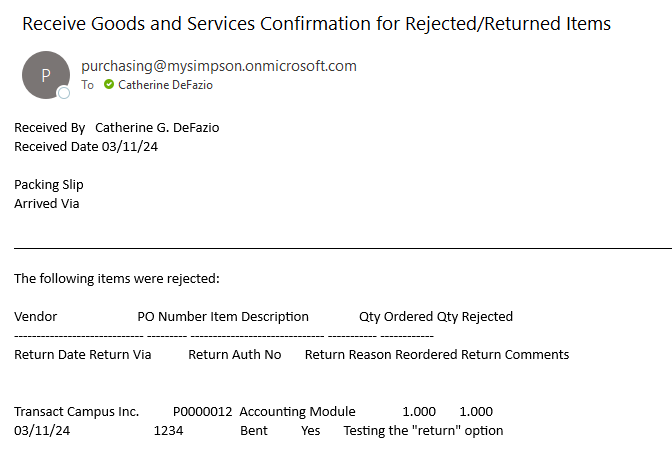 Receive Goods and Services Confirmation for Rejected/Returned Items
P
purchasing@mysimpson.onmicrosoft.com
To Catherine DeFazio
Received By Catherine G. DeFazio
Received Date 03/11/24
Packing Slip
Arrived Via
The following items were rejected:
Vendor PO Number Item Description Qty Ordered Qty Rejected
----------------------------- --------- ------------------------------ ----------- ------------
Return Date Return Via Return Auth No Return Reason Reordered Return Comments
Transact Campus Inc. P0000012 Accounting Module 1.000 1.000
03/11/24 1234 Bent Yes Testing the "return" option